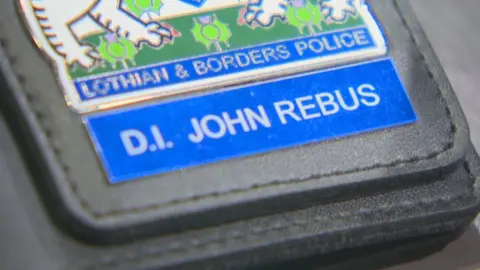 LOTHIAN & BORDERS POLICE
D.I. JOHN REBUS